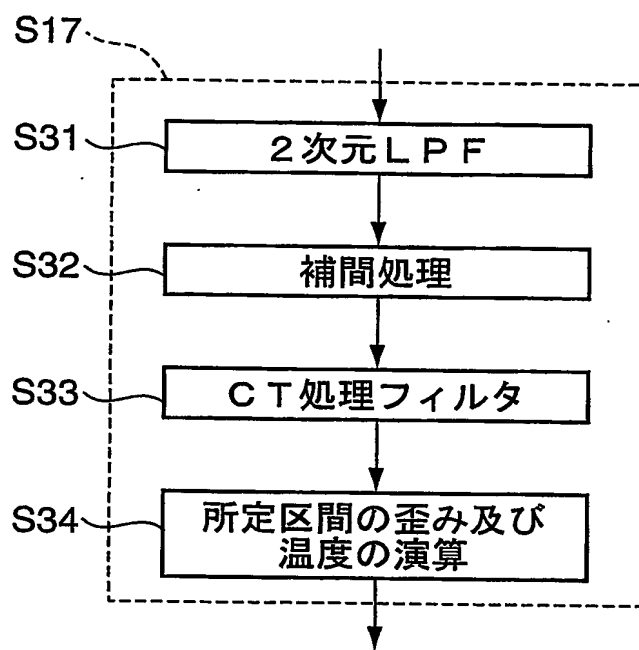 S17
S31
2次元LPF
S32
補間処理
S33
CT処理フィルタ
S34
所定区間の歪み及び
温度の演算